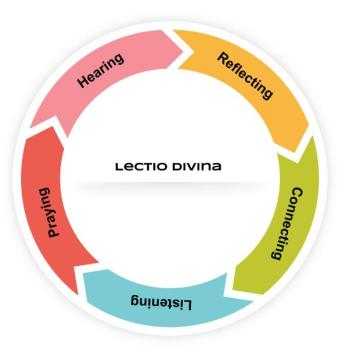 Hearing
Reflecting
Connecting
Listening
Praying
Lectio Divina